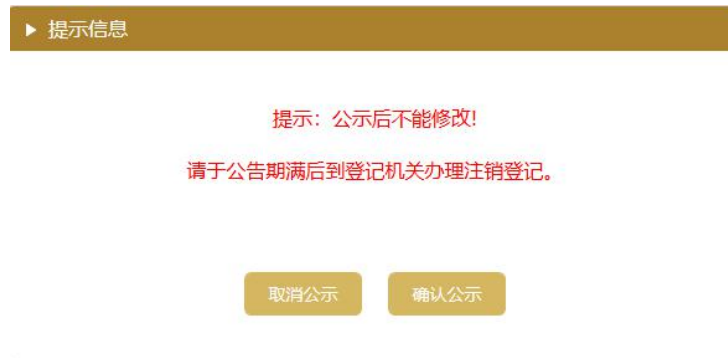 提示信息
提示：公示后不能修改!
请于公告期满后到登记机关办理注销登记。
取消公示 确认公示